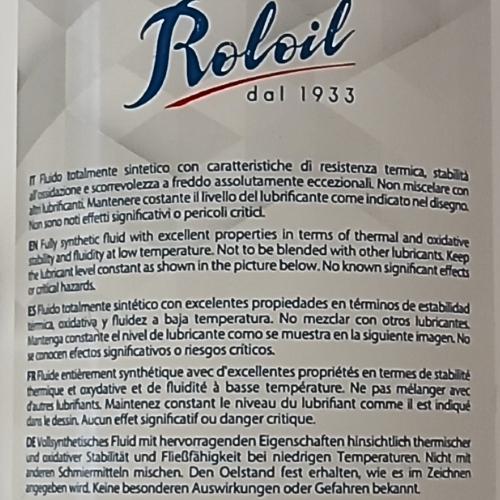 Roloil
dal 1933
IT Fluido totalmente sintetico con caratteristiche di resistenza termica, stabilità
all'ossidazione e scorrevolezza a freddo assolutamente eccezionali. Non miscelare con
altri lubrificanti. Mantenere costante il livello del lubrificante come indicato nel disegno.
Non sono noti effetti significativi o pericoli critici.
EN Fully synthetic fluid with excellent properties in terms of thermal and oxidative
stability and fluidity at low temperature. Not to be blended with other lubricants. Keep
the lubricant level constant as shown in the picture below. No known significant effects
or critical hazards.
ES Fluido totalmente sintético con excelentes propiedades en términos de estabilidad
térmica, oxidativa y fluidez a baja temperatura. No mezclar con otros lubricantes.
Mantenga constante el nivel de lubricante como se muestra en la siguiente imagen. No
se conocen efectos significativos o riesgos críticos.
FR Fluide entièrement synthétique avec d'excellentes propriétés en termes de stabilité
thermique et oxydative et de fluidité à basse température. Ne pas mélanger avec
d'autres lubrifiants. Maintenez constant le niveau du lubrifiant comme il est indiqué
dans le dessin. Aucun effet significatif ou danger critique.
DE Vollsynthetisches Fluid mit hervorragenden Eigenschaften hinsichtlich thermischer
und oxidativer Stabilität und Fließfähigkeit bei niedrigen Temperaturen. Nicht mit
anderen Schmiermitteln mischen. Den Oelstand fest erhalten, wie es im Zeichnen
angegeben wird. Keine besonderen Auswirkungen oder Gefahren bekannt.